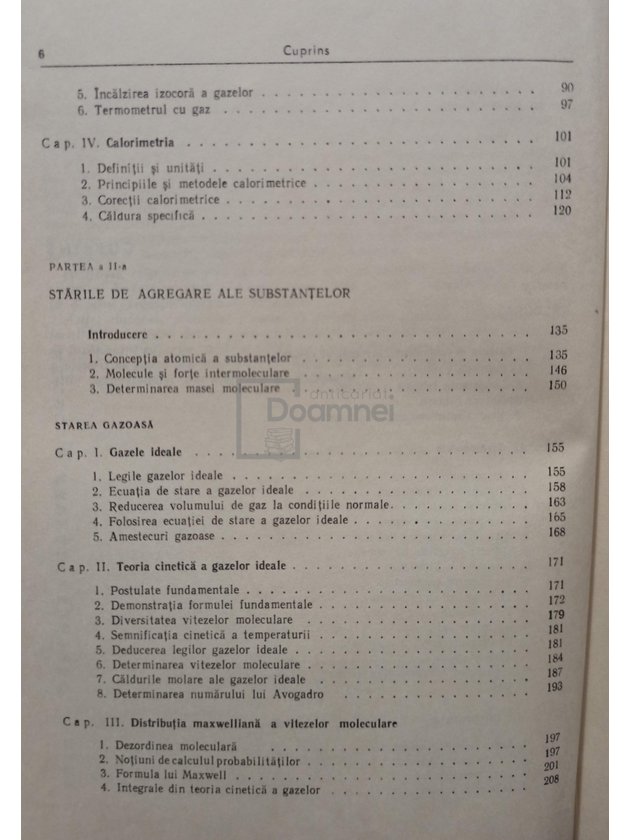 6 Cuprins
5. Încălzirea izocoră a gazelor . . . . . . . . . . . . . . . . . . . . . . 90
6. Termometrul cu gaz . . . . . . . . . . . . . . . . . . . . . . 97
Cap. IV. Calorimetria . . . . . . . . . . . . . . . . . . . . . . 101
1. Definiții și unități . . . . . . . . . . . . . . . . . . . . . . 101
2. Principiile și metodele calorimetrice . . . . . . . . . . . . . . . . 104
3. Corecții calorimetrice . . . . . . . . . . . . . . . . . . . . . . 112
4. Căldura specifică . . . . . . . . . . . . . . . . . . . . . . 120
PARTEA a II-a
STĂRILE DE AGREGARE ALE SUBSTANȚELOR
Introducere . . . . . . . . . . . . . . . . . . . . . . 135
1. Concepția atomică a substanțelor . . . . . . . . . . . . . . . . 135
2. Molecule și forțe intermoleculare . . . . . . . . . . . . . . . . 146
3. Determinarea masei moleculare . . . . . . . . . . . . . . . . 150
anticariat
Doamnei
STAREA GAZOASĂ
Cap. I. Gazele ideale . . . . . . . . . . . . . . . . . . . . . . 155
1. Legile gazelor ideale . . . . . . . . . . . . . . . . . . . . . . 155
2. Ecuația de stare a gazelor ideale . . . . . . . . . . . . . . . . 158
3. Reducerea volumului de gaz la condițiile normale. . . . . . . . . . . 163
4. Folosirea ecuației de stare a gazelor ideale . . . . . . . . . . . . . 165
5. Amestecuri gazoase . . . . . . . . . . . . . . . . . . . . . . 168
Cap. II. Teoria cinetică a gazelor ideale . . . . . . . . . . . . . . . . 171
1. Postulate fundamentale . . . . . . . . . . . . . . . . . . . . 171
2. Demonstrația formulei fundamentale . . . . . . . . . . . . . . . 172
3. Diversitatea vitezelor moleculare . . . . . . . . . . . . . . . 179
4. Semnificația cinetică a temperaturii . . . . . . . . . . . . . . . 181
5. Deducerea legilor gazelor ideale . . . . . . . . . . . . . . . . 181
6. Determinarea vitezelor moleculare . . . . . . . . . . . . . . . 184
7. Căldurile molare ale gazelor ideale . . . . . . . . . . . . . . . 187
8. Determinarea numărului lui Avogadro . . . . . . . . . . . . . . 193
Cap. III. Distribuția maxwelliană a vitezelor moleculare
1. Dezordinea moleculară . . . . . . . . . . . . . . . . . . . . 197
2. Noțiuni de calculul probabilităților . . . . . . . . . . . . . . . 197
3. Formula lui Maxwell . . . . . . . . . . . . . . . . . . . . 201
4. Integrale din teoria cinetică a gazelor . . . . . . . . . . . . . . 208